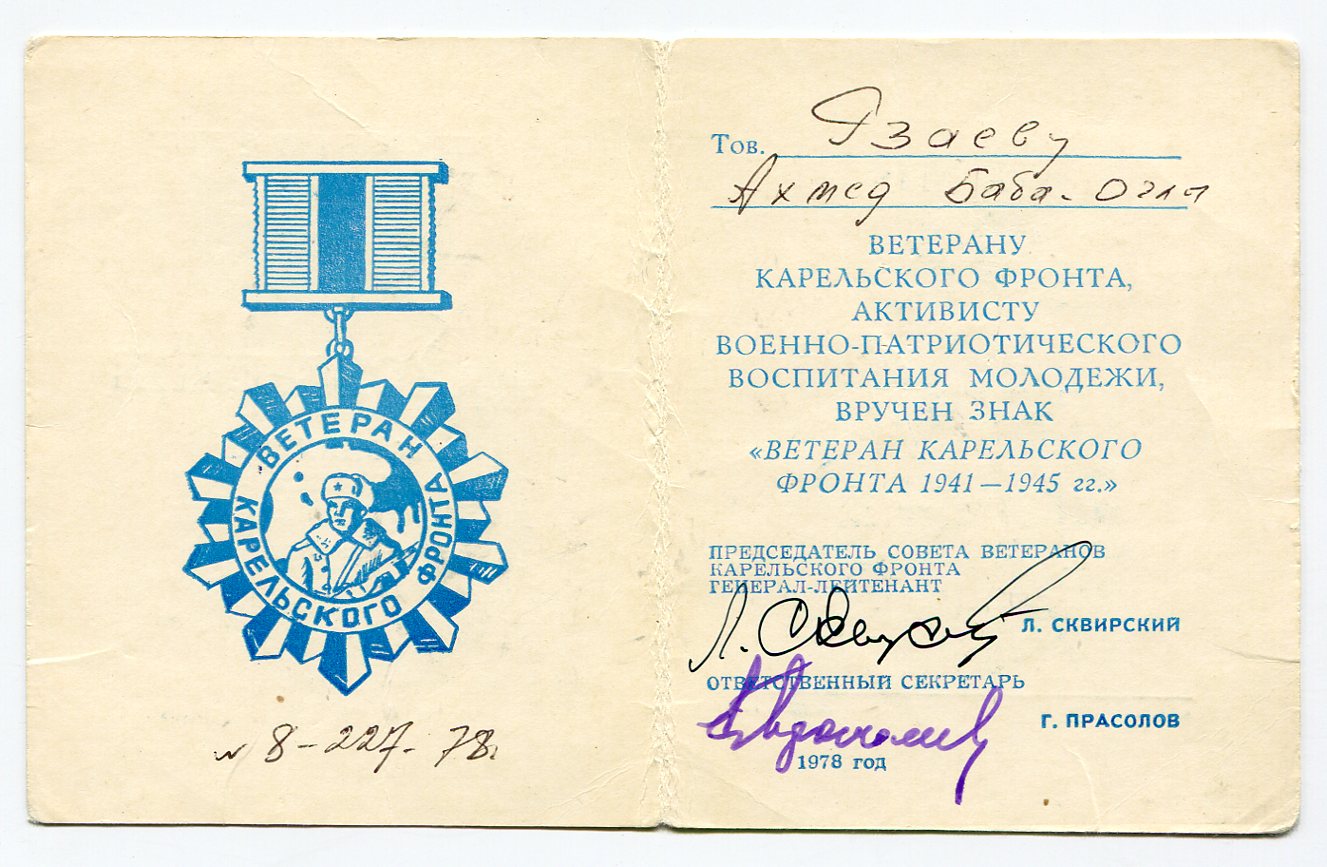 ВЕТЕРАН
КАРЕЛЬСКОГО ФРОНТА
№ 8-227-78г.
Тов. Язаеву
Ахмед Баба-Оглы
ВЕТЕРАНУ
КАРЕЛЬСКОГО ФРОНТА,
АКТИВИСТУ
ВОЕННО-ПАТРИОТИЧЕСКОГО
ВОСПИТАНИЯ МОЛОДЕЖИ,
ВРУЧЕН ЗНАК
«ВЕТЕРАН КАРЕЛЬСКОГО
ФРОНТА 1941—1945 гг.»
ПРЕДСЕДАТЕЛЬ СОВЕТА ВЕТЕРАНОВ
КАРЕЛЬСКОГО ФРОНТА
ГЕНЕРАЛ-ЛЕЙТЕНАНТ
Л. СКВИРСКИЙ
ОТВЕТСТВЕННЫЙ СЕКРЕТАРЬ
Г. ПРАСОЛОВ
1978 год